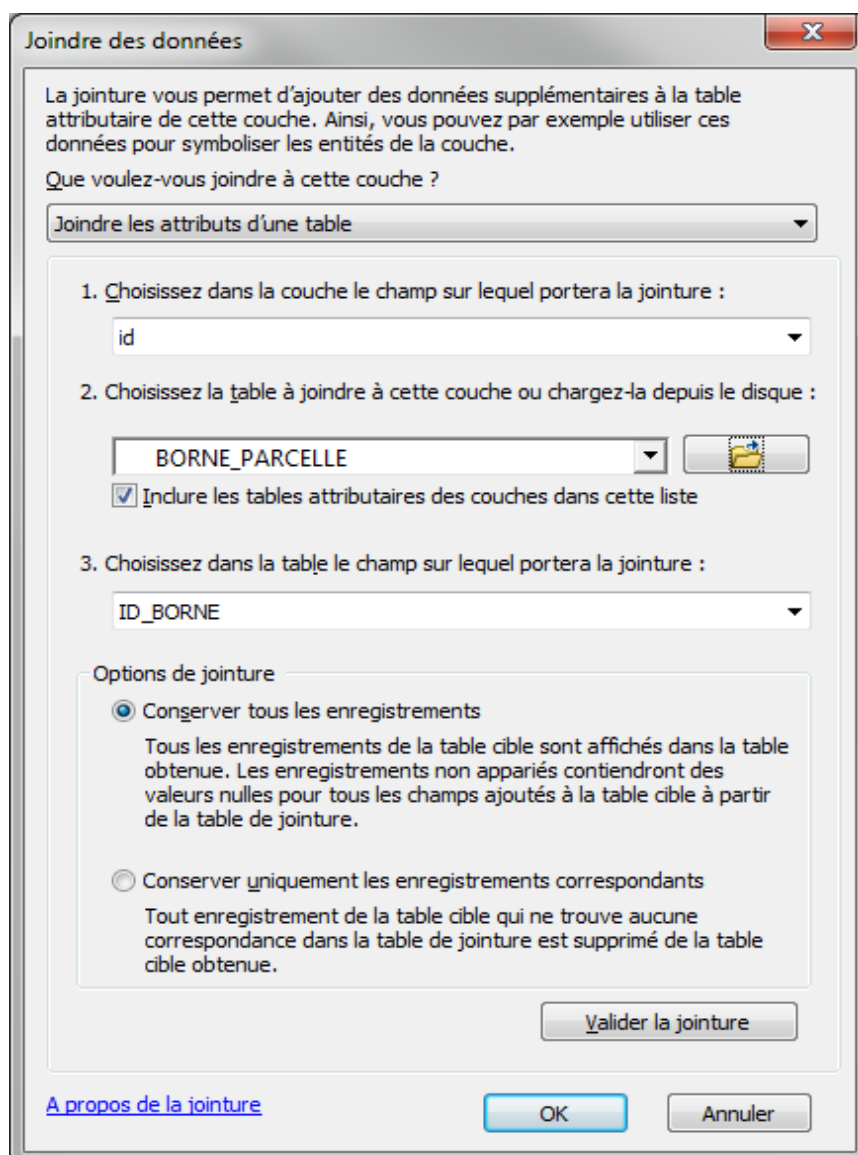 Joindre des données
La jointure vous permet d'ajouter des données supplémentaires à la table
attributaire de cette couche. Ainsi, vous pouvez par exemple utiliser ces
données pour symboliser les entités de la couche.
Que voulez-vous joindre à cette couche ?
Joindre les attributs d'une table
1. Choisissez dans la couche le champ sur lequel portera la jointure :
id
2. Choisissez la table à joindre à cette couche ou chargez-la depuis le disque :
BORNE_PARCELLE
Inclure les tables attributaires des couches dans cette liste
3. Choisissez dans la table le champ sur lequel portera la jointure :
ID_BORNE
Options de jointure
Conserver tous les enregistrements
Tous les enregistrements de la table cible sont affichés dans la table
obtenue. Les enregistrements non appariés contiendront des
valeurs nulles pour tous les champs ajoutés à la table cible à partir
de la table de jointure.
Conserver uniquement les enregistrements correspondants
Tout enregistrement de la table cible qui ne trouve aucune
correspondance dans la table de jointure est supprimé de la table
cible obtenue.
Valider la jointure
A propos de la jointure
OK
Annuler